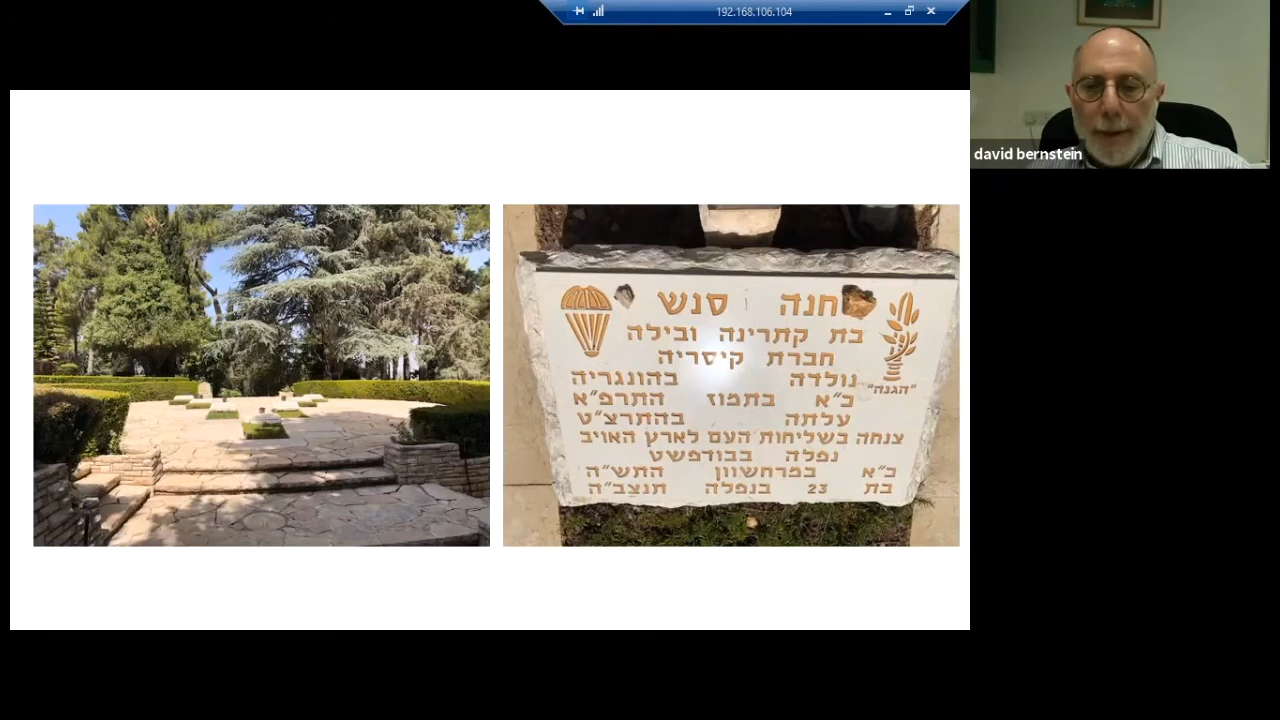 192.168.106.104
david bernstein
חנה סנש
בת קתרינה ובילה
חברת קיסריה
נולדה בהונגריה
"הגנה"
כ"א בתמוז התרפ"א
עלתה בהתרצ"ט
צנחה בשליחות העם לארץ האויב
נפלה בבודפשט
כ"א במרחשוון התש"ה
בת 23 בנפלה תנצב"ה